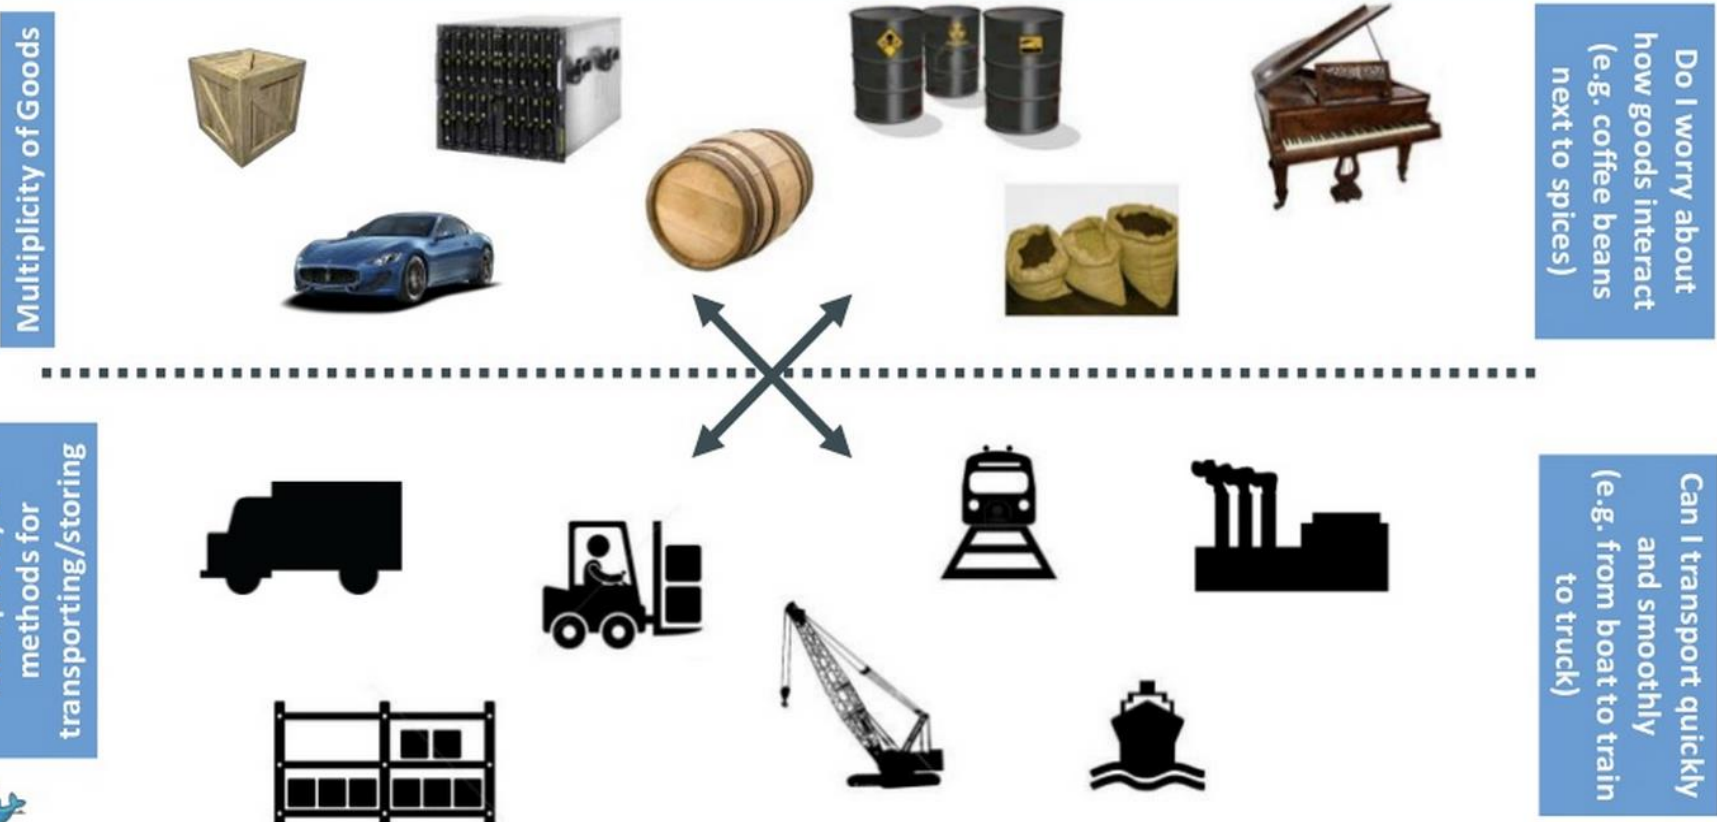 Multiplicity of Goods
Do I worry about
how goods interact
(e.g. coffee beans
next to spices)
methods for
transporting/storing
Can I transport quickly
and smoothly
(e.g. from boat to train
to truck)